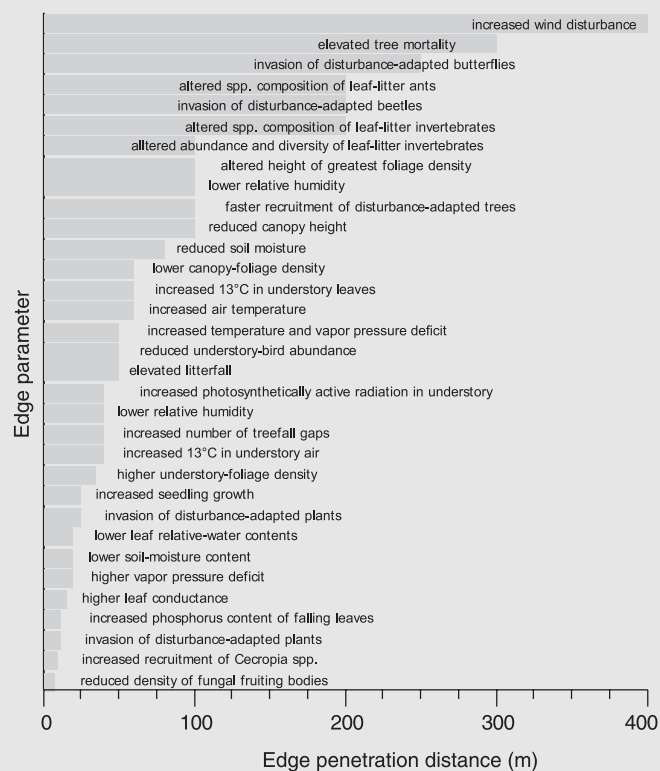 increased wind disturbance
elevated tree mortality
invasion of disturbance-adapted butterflies
altered spp. composition of leaf-litter ants
invasion of disturbance-adapted beetles
altered spp. composition of leaf-litter invertebrates
alltered abundance and diversity of leaf-litter invertebrates
altered height of greatest foliage density
lower relative humidity
faster recruitment of disturbance-adapted trees
reduced canopy height
reduced soil moisture
lower canopy-foliage density
increased 13°C in understory leaves
increased air temperature
increased temperature and vapor pressure deficit
reduced understory-bird abundance
elevated litterfall
increased photosynthetically active radiation in understory
lower relative humidity
increased number of treefall gaps
increased 13°C in understory air
higher understory-foliage density
increased seedling growth
invasion of disturbance-adapted plants
lower leaf relative-water contents
lower soil-moisture content
higher vapor pressure deficit
higher leaf conductance
increased phosphorus content of falling leaves
invasion of disturbance-adapted plants
increased recruitment of Cecropia spp.
reduced density of fungal fruiting bodies
Edge parameter
0 100 200 300 400
Edge penetration distance (m)